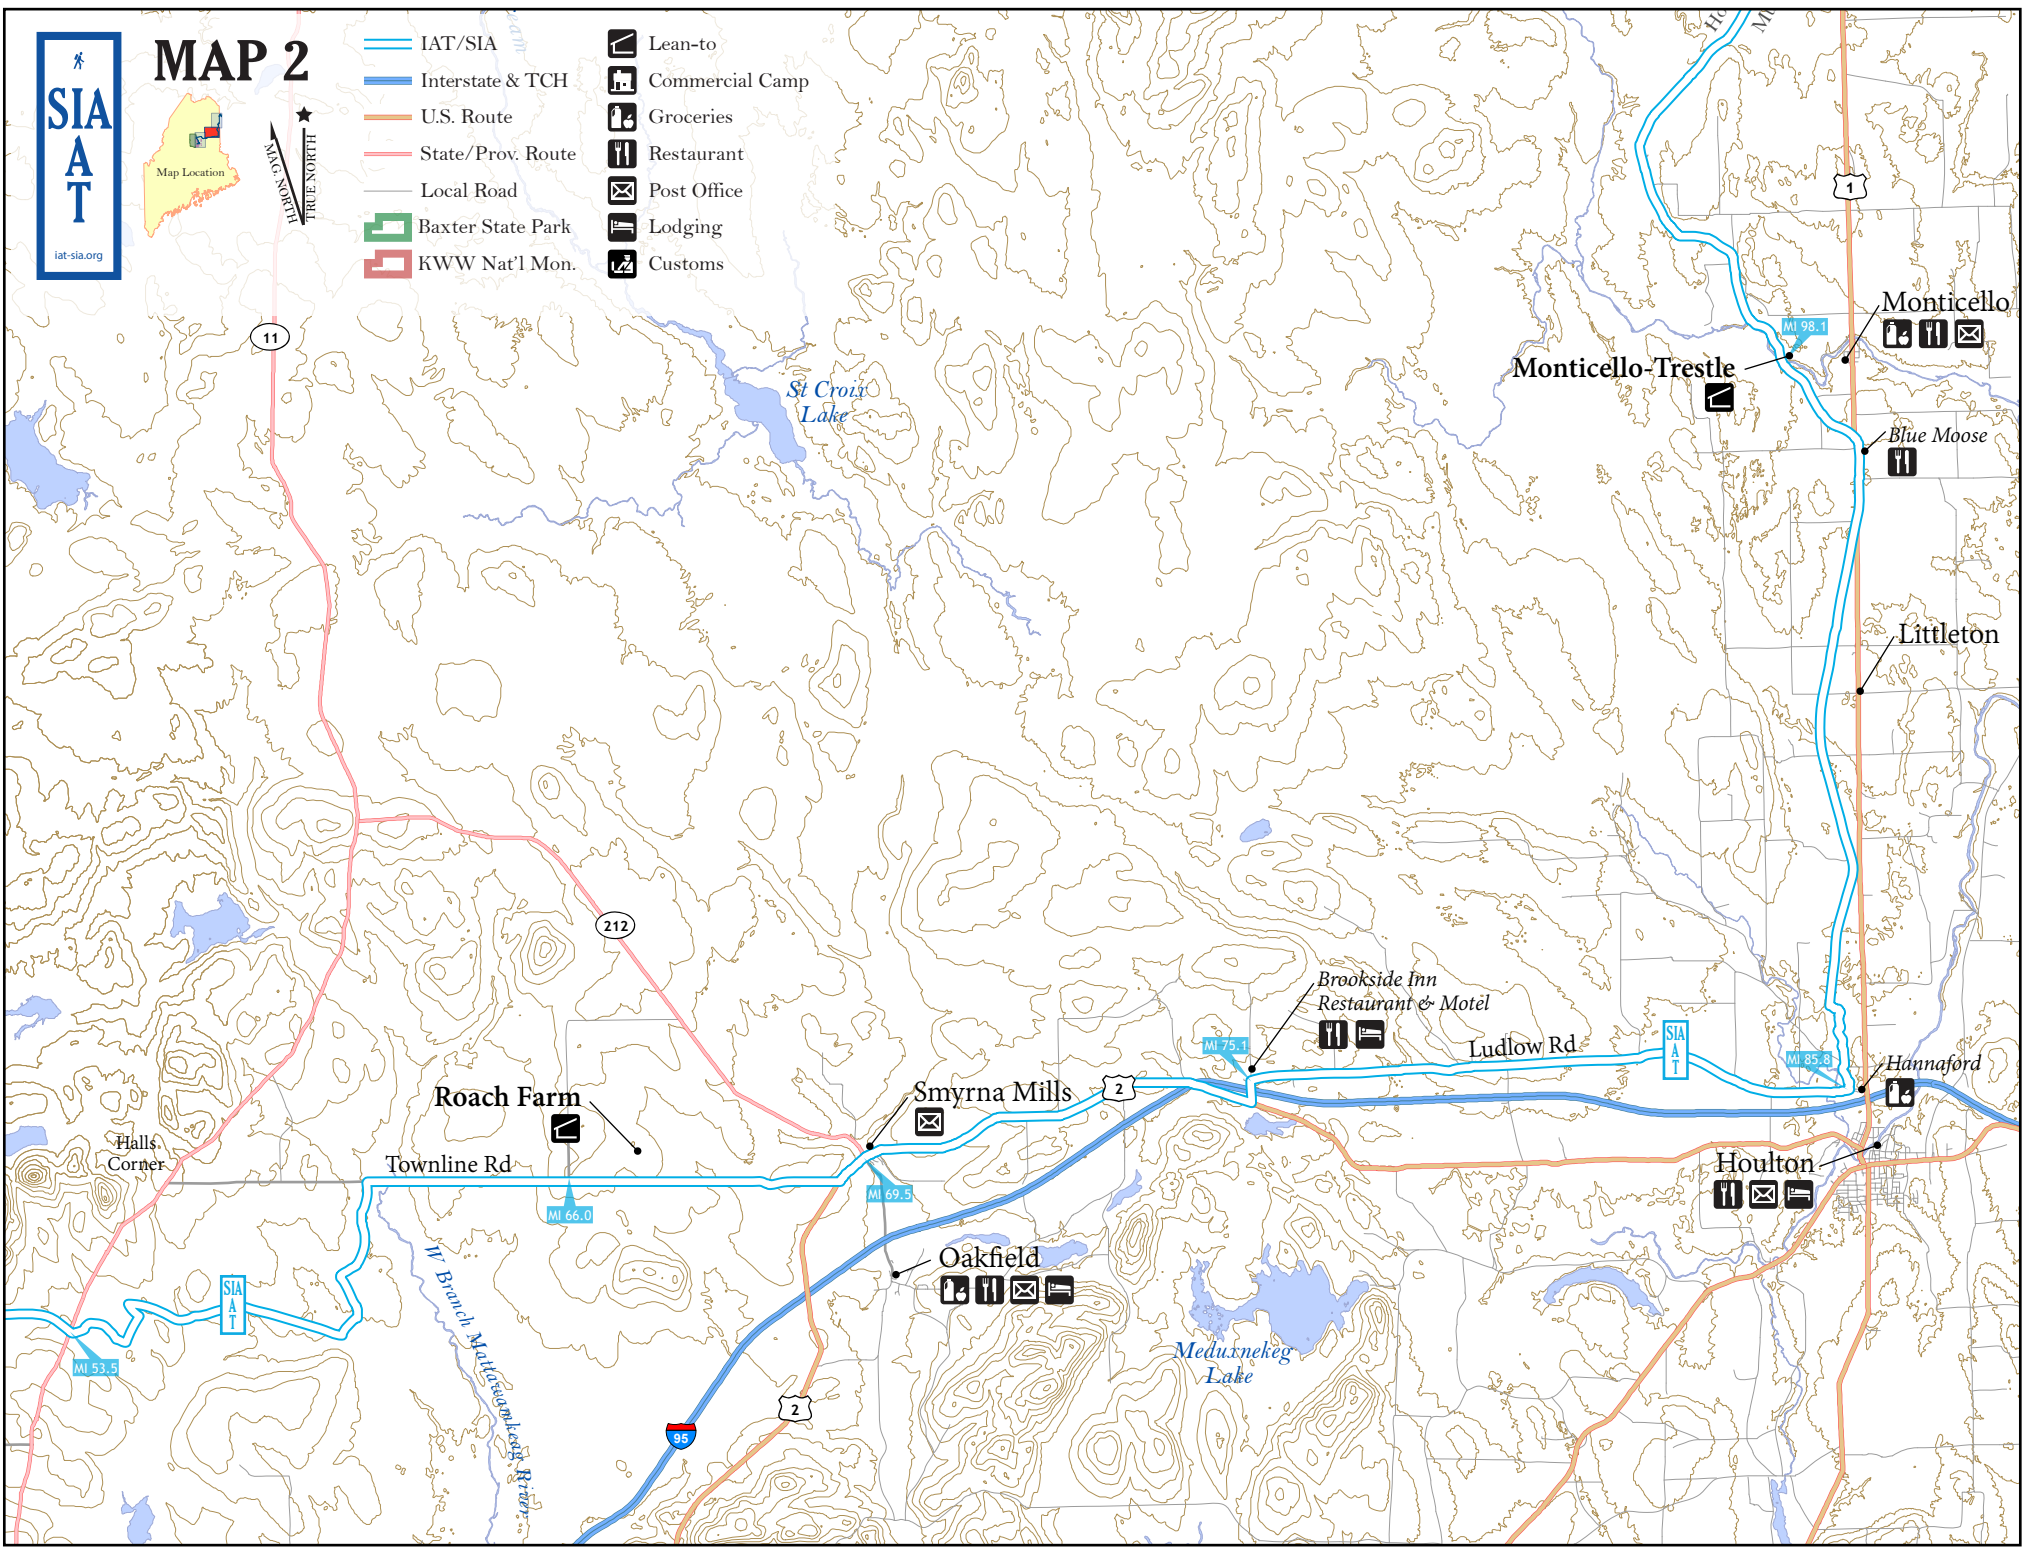 SIA
A
T
iat-sia.org
MAP 2
Map Location
MAG. NORTH
TRUE NORTH
IAT/SIA
Interstate & TCH
U.S. Route
State/Prov. Route
Local Road
Baxter State Park
KWW Nat'l Mon.
Lean-to
Commercial Camp
Groceries
Restaurant
Post Office
Lodging
Customs
1
11
Monticello
MI 98.1
Monticello-Trestle
St Croix
Lake
Blue Moose
Littleton
212
Brookside Inn
Restaurant & Motel
MI 75.1
Ludlow Rd
SIA
A
T
MI 85.8
Hannaford
Roach Farm
Smyrna Mills
2
Halls
Corner
Townline Rd
Houlton
MI 69.5
MI 66.0
Oakfield
W Branch Mattawamkeag River
SIA
A
T
Meduxnekeg
Lake
MI 53.5
2
95